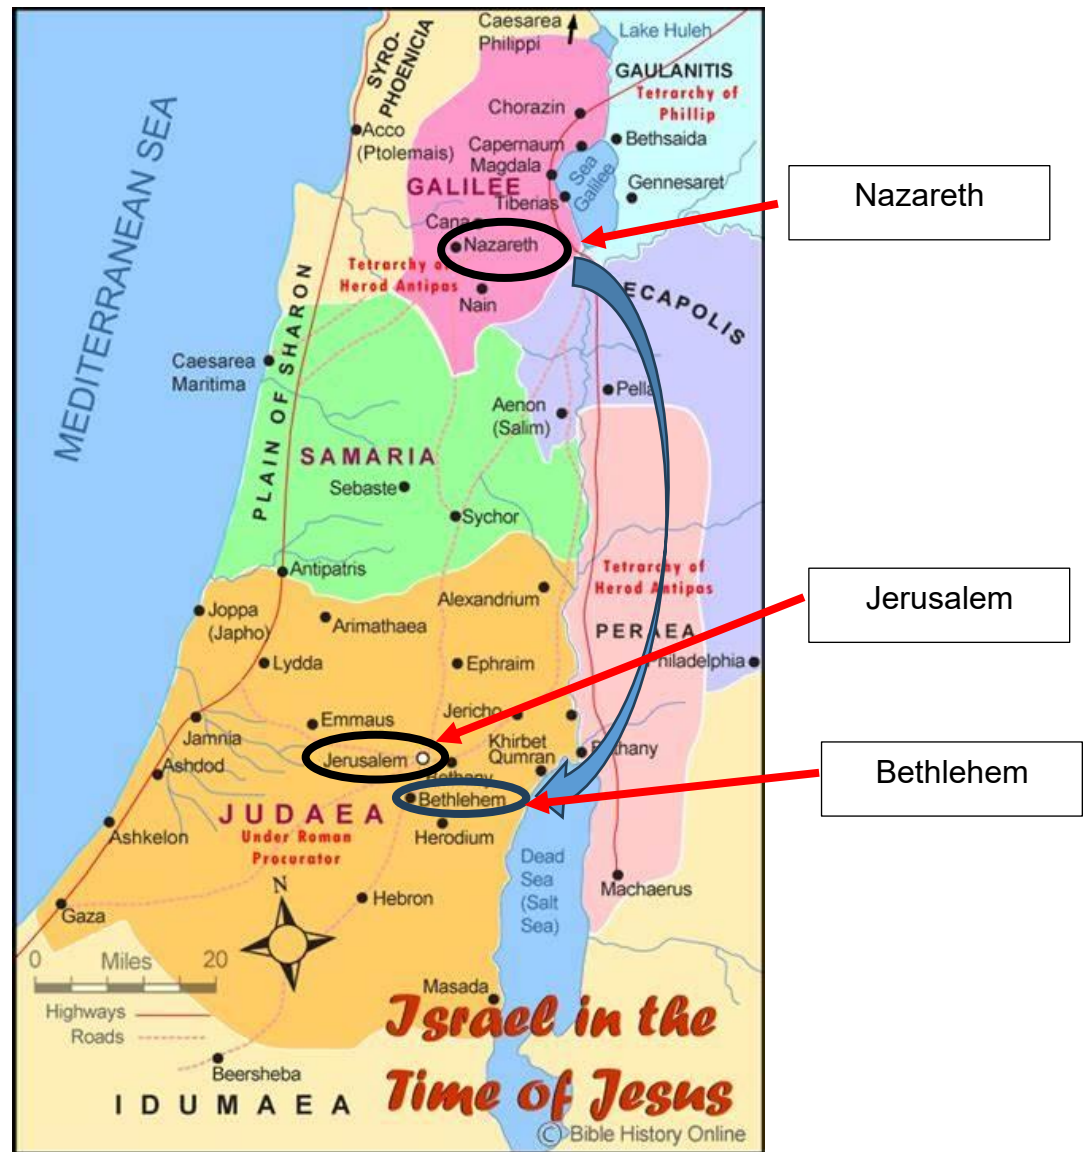 Caesarea
Philippi
Lake Huleh
SYRO-
PHOENICIA
GAULANITIS
Tetrarchy of
Phillip
Chorazin
Acco
(Ptolemais)
Capernaum
Bethsaida
Magdala
Sea
Galilee
GALILEE
Gennesaret
Tiberias
Nazareth
Cana
Nazareth
Tetrarchy of
Herod Antipas
Nain
ECAPOLIS
MEDITERRANEAN SEA
PLAIN OF SHARON
Caesarea
Maritima
Pella
Aenon
(Salim)
SAMARIA
Sebaste
Sychor
Antipatris
Tetrarchy of
Herod Antipas
Jerusalem
Alexandrium
Joppa
(Japho)
Arimathaea
PERAEA
Lydda
Ephraim
Philadelphia
Jericho
Emmaus
Jamnia
Khirbet
Qumran
Bethany
Jerusalem
Ashdod
Bethany
Bethlehem
Bethlehem
JUDAEA
Under Roman
Procurator
Herodium
Ashkelon
Dead
Sea
(Salt
Sea)
Machaerus
N
Hebron
Gaza
0 Miles 20
Highways
Roads
Masada
Israel in the
Time of Jesus
Beersheba
IDUMAEA
© Bible History Online